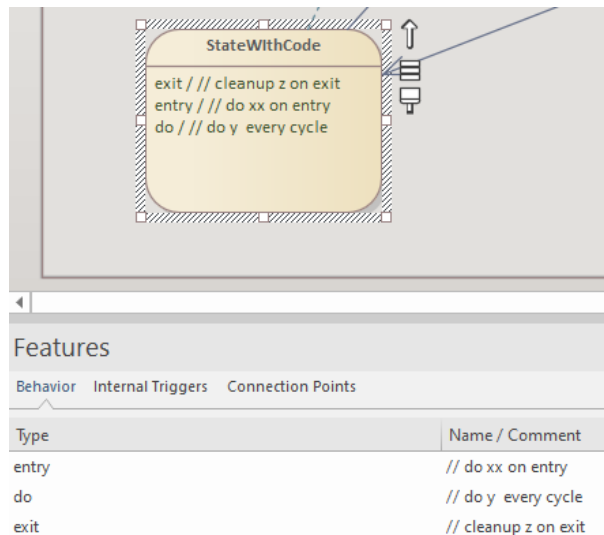 StateWIthCode
exit / // cleanup z on exit
entry / // do xx on entry
do / // do y  every cycle
Features
Behavior Internal Triggers Connection Points
Type Name / Comment
entry // do xx on entry
do // do y  every cycle
exit // cleanup z on exit